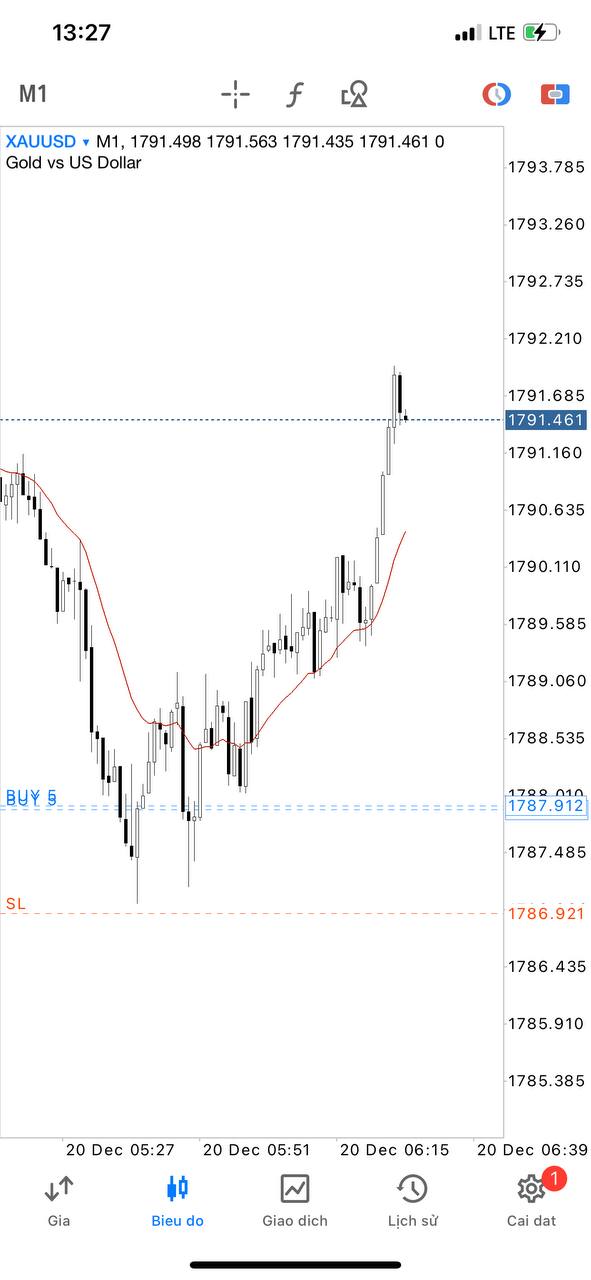 13:27
LTE
M1
XAUUSD ▾ M1, 1791.498 1791.563 1791.435 1791.461 0
Gold vs US Dollar
1793.785
1793.260
1792.735
1792.210
1791.685
1791.461
1791.160
1790.635
1790.110
1789.585
1789.060
1788.535
1788.010
BUY 5
BUY 5
1787.912
1787.485
SL
1786.921
1786.435
1785.910
1785.385
20 Dec 05:27
20 Dec 05:51
20 Dec 06:15
20 Dec 06:39
1
Gia
Bieu do
Giao dich
Lịch sử
Cai dat